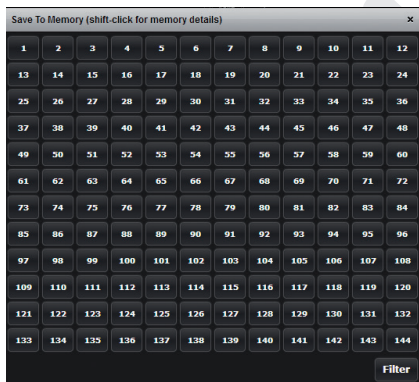 Save To Memory (shift-click for memory details) ×
1 2 3 4 5 6 7 8 9 10 11 12
13 14 15 16 17 18 19 20 21 22 23 24
25 26 27 28 29 30 31 32 33 34 35 36
37 38 39 40 41 42 43 44 45 46 47 48
49 50 51 52 53 54 55 56 57 58 59 60
61 62 63 64 65 66 67 68 69 70 71 72
73 74 75 76 77 78 79 80 81 82 83 84
85 86 87 88 89 90 91 92 93 94 95 96
97 98 99 100 101 102 103 104 105 106 107 108
109 110 111 112 113 114 115 116 117 118 119 120
121 122 123 124 125 126 127 128 129 130 131 132
133 134 135 136 137 138 139 140 141 142 143 144
Filter